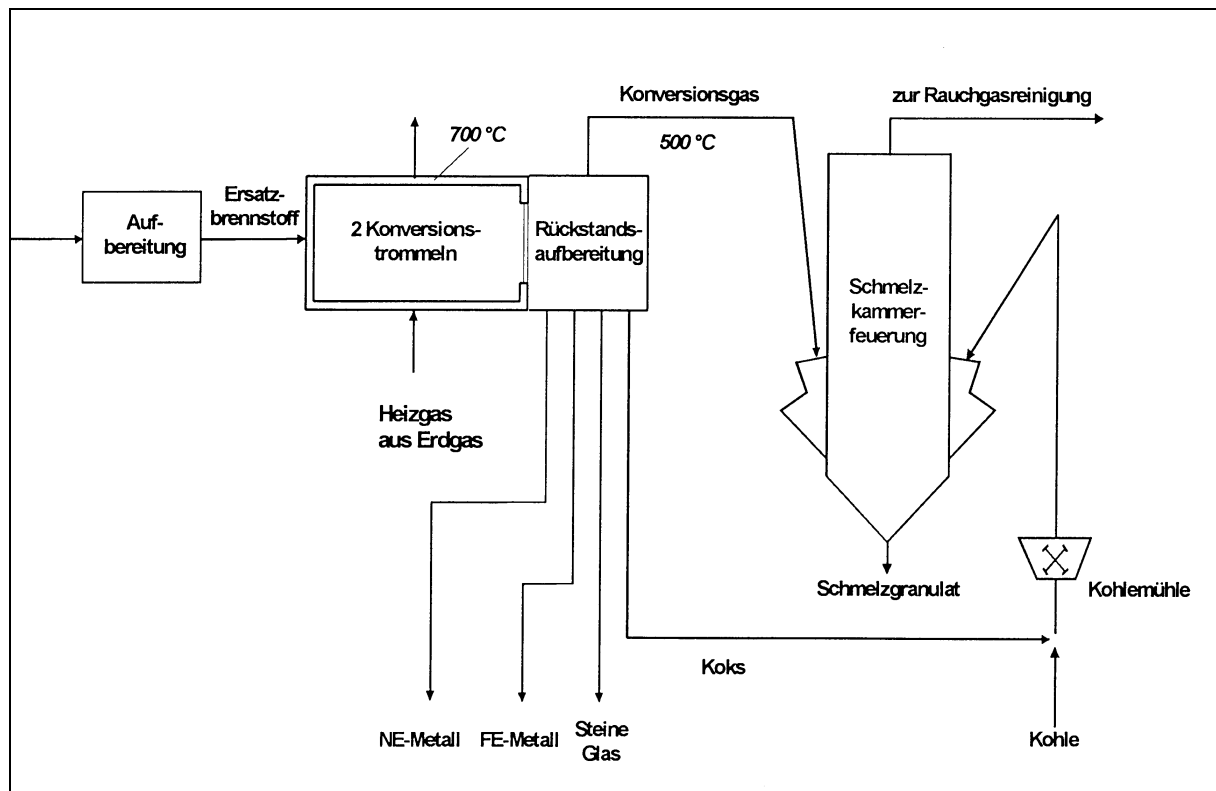 Konversionsgas
zur Rauchgasreinigung
700 °C
500 °C
Ersatz-
brennstoff
Auf-
bereitung
2 Konversions-
trommeln
Rückstands-
aufbereitung
Schmelz-
kammer-
feuerung
Heizgas
aus Erdgas
Schmelzgranulat
Kohlemühle
Koks
NE-Metall
FE-Metall
Steine
Glas
Kohle